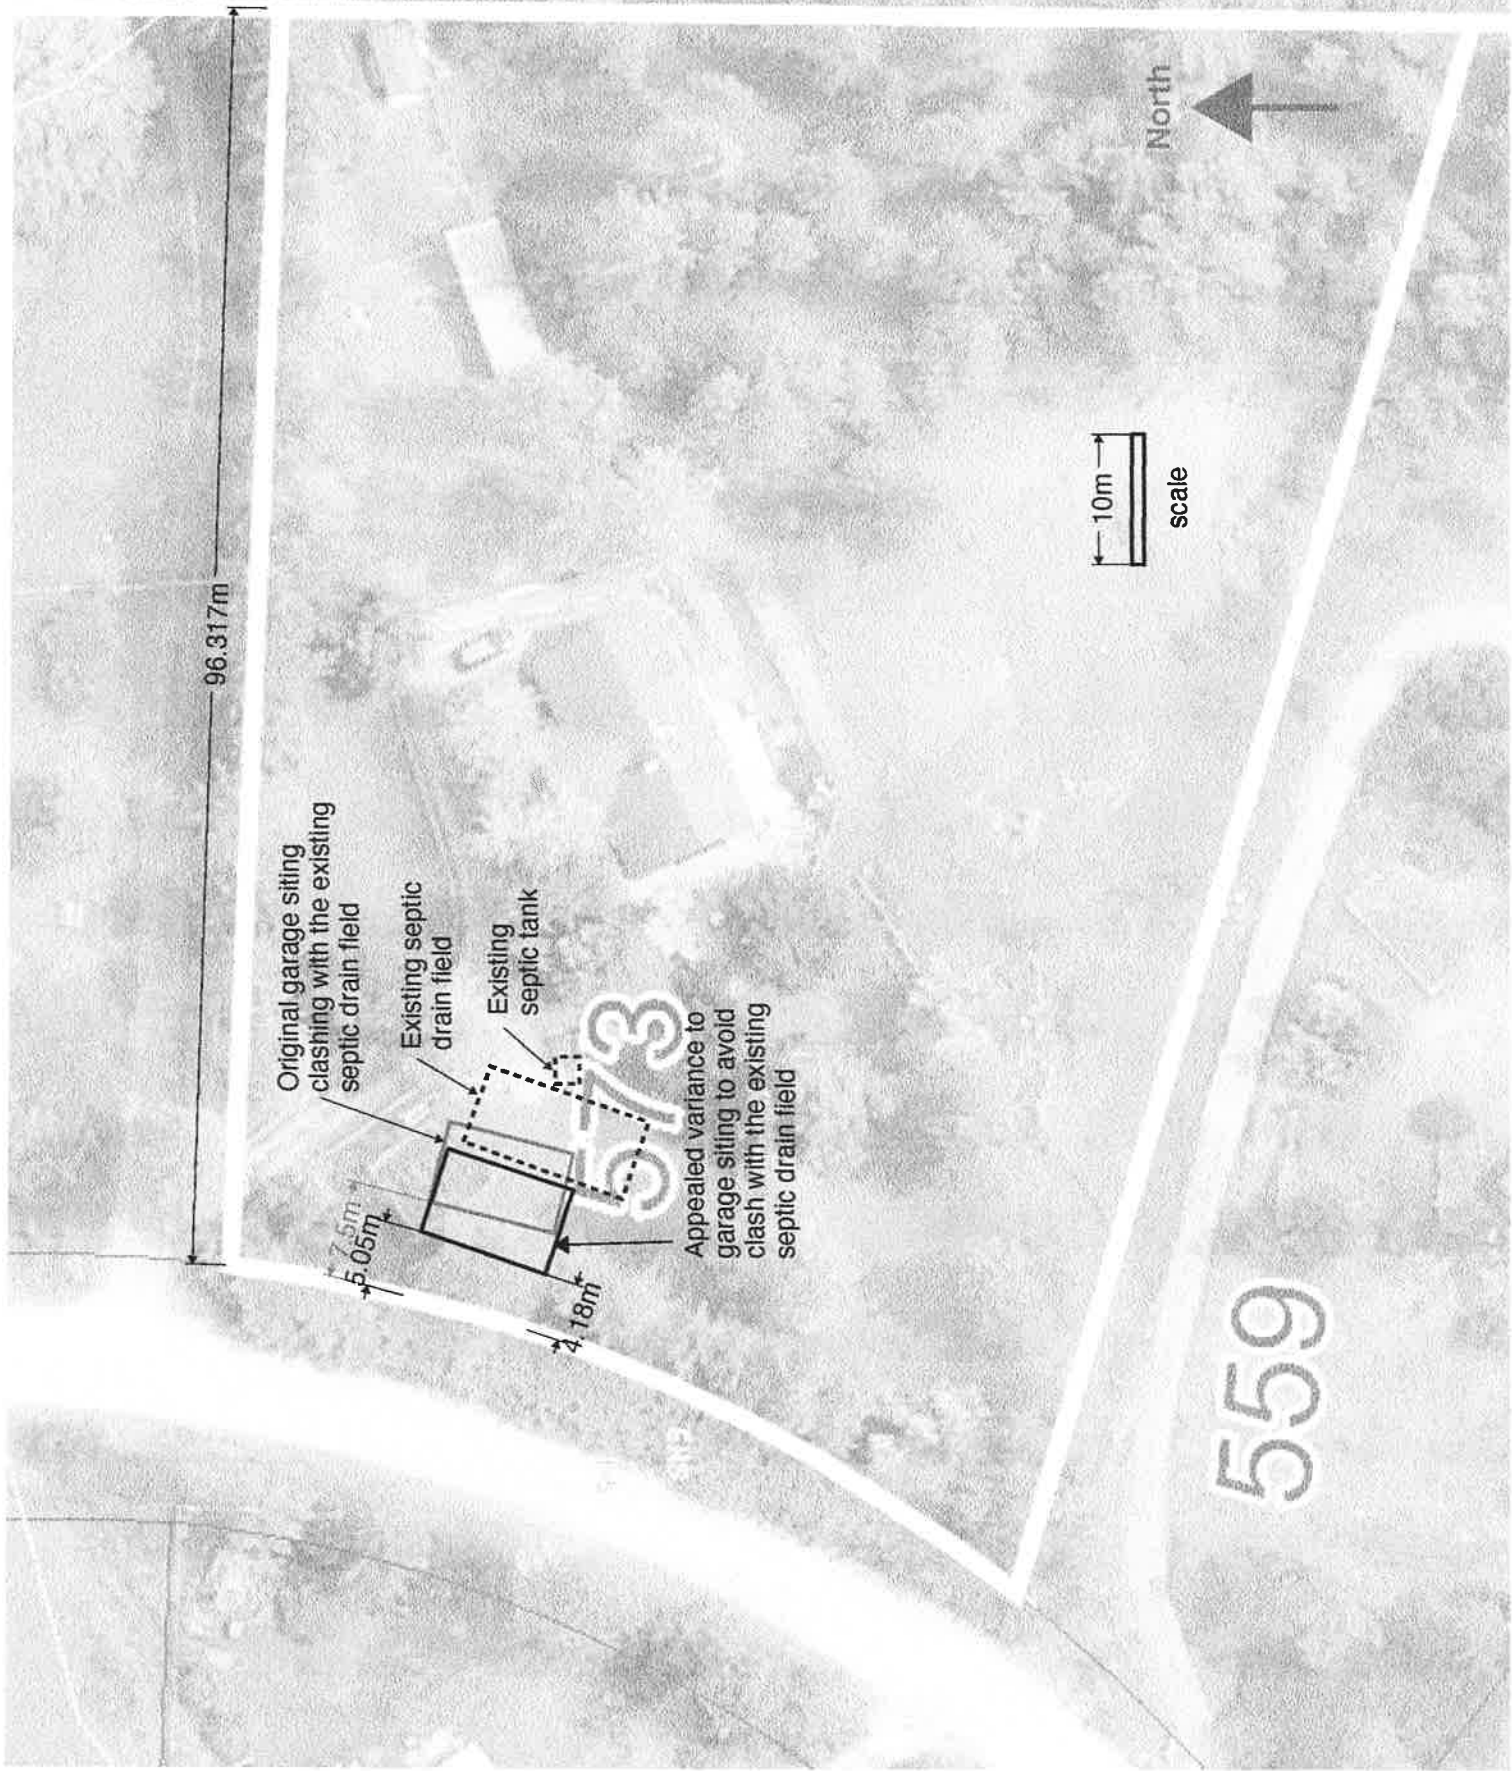 96.317m
Original garage siting
clashing with the existing
septic drain field
Existing septic
drain field
Existing
septic tank
573
Appealed variance to
garage siting to avoid
clash with the existing
septic drain field
7.5m
5.05m
4.18m
10m
scale
North
559